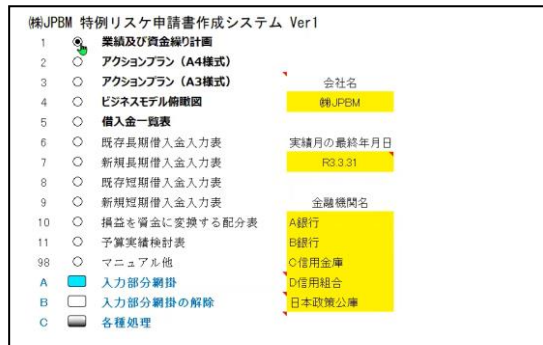 ㈱JPBM 特例リスケ申請書作成システム Ver1
1 業績及び資金繰り計画
2 アクションプラン（A4様式）
3 アクションプラン（A3様式）
4 ビジネスモデル俯瞰図
5 借入金一覧表
6 既存長期借入金入力表
7 新規長期借入金入力表
8 既存短期借入金入力表
9 新規短期借入金入力表
10 損益を資金に変換する配分表
11 予算実績検討表
98 マニュアル他
A 入力部分網掛
B 入力部分網掛の解除
C 各種処理
会社名
㈱JPBM
実績月の最終年月日
R3.3.31
金融機関名
A銀行
B銀行
C信用金庫
D信用組合
日本政策公庫